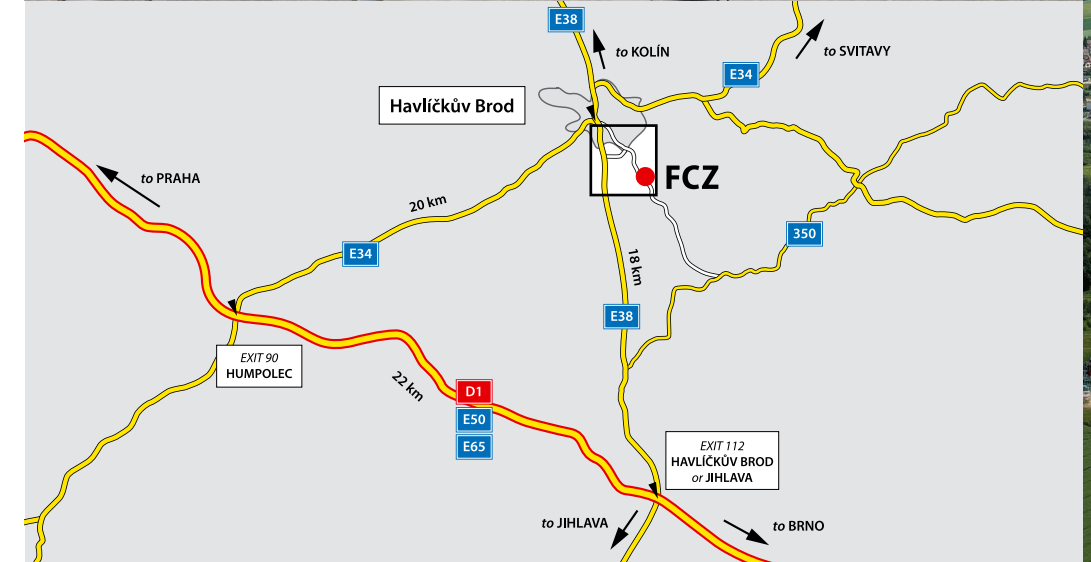 E38
to KOLÍN
to SVITAVY
E34
Havlíčkův Brod
to PRAHA
FCZ
20 km
350
E34
18 km
E38
EXIT 90
HUMPOLEC
22 km
D1
E50
E65
EXIT 112
HAVLÍČKŮV BROD
or JIHLAVA
to JIHLAVA
to BRNO